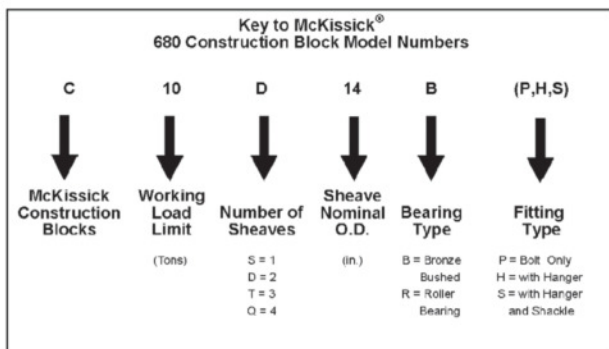 Key to McKissick®
680 Construction Block Model Numbers
C 10 D 14 B (P,H,S)
McKissick Construction Blocks
Working Load Limit
(Tons)
Number of Sheaves
S = 1
D = 2
T = 3
Q = 4
Sheave Nominal O.D.
(in.)
Bearing Type
B = Bronze
Bushed
R = Roller
Bearing
Fitting Type
P = Bolt Only
H = with Hanger
S = with Hanger
and Shackle